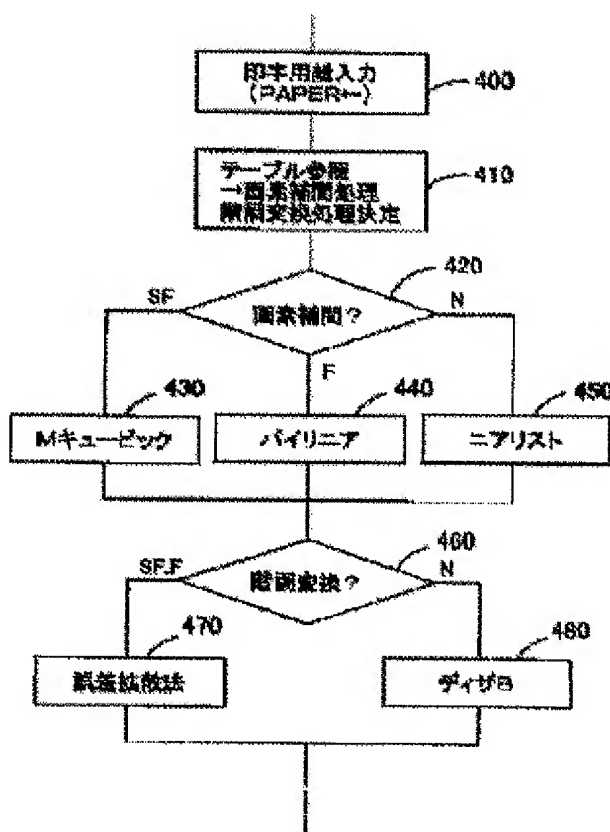 印字用紙入力
(PAPER←)
400
テーブル参照
→画素補間処理
階調変換処理決定
410
420
SF
N
画素補間?
F
430
440
450
Mキュービック
バイリニア
ニアリスト
460
SF,F
N
階調変換?
470
480
誤差拡散法
ディザB